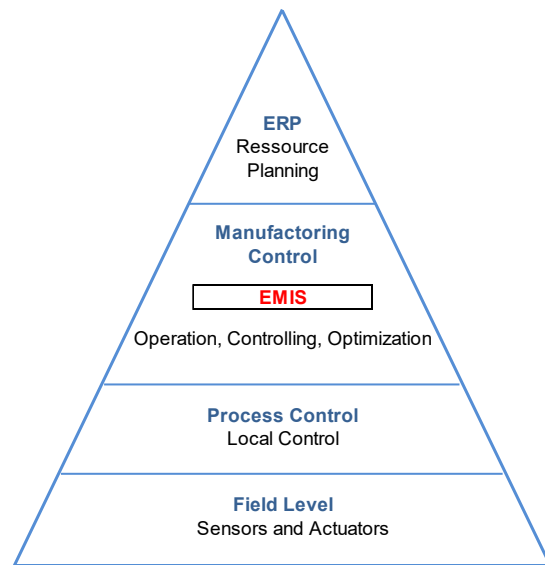 ERP
Ressource
Planning
Manufactoring
Control
EMIS
Operation, Controlling, Optimization
Process Control
Local Control
Field Level
Sensors and Actuators